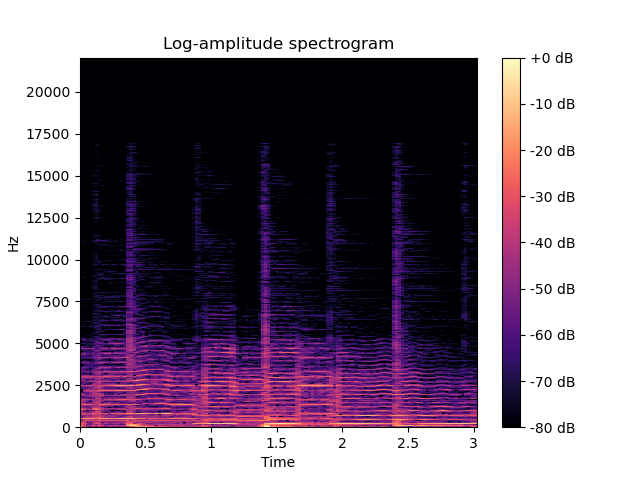 Log-amplitude spectrogram
Hz
20000
17500
15000
12500
10000
7500
5000
2500
0
0 0.5 1 1.5 2 2.5 3
Time
+0 dB
-10 dB
-20 dB
-30 dB
-40 dB
-50 dB
-60 dB
-70 dB
-80 dB